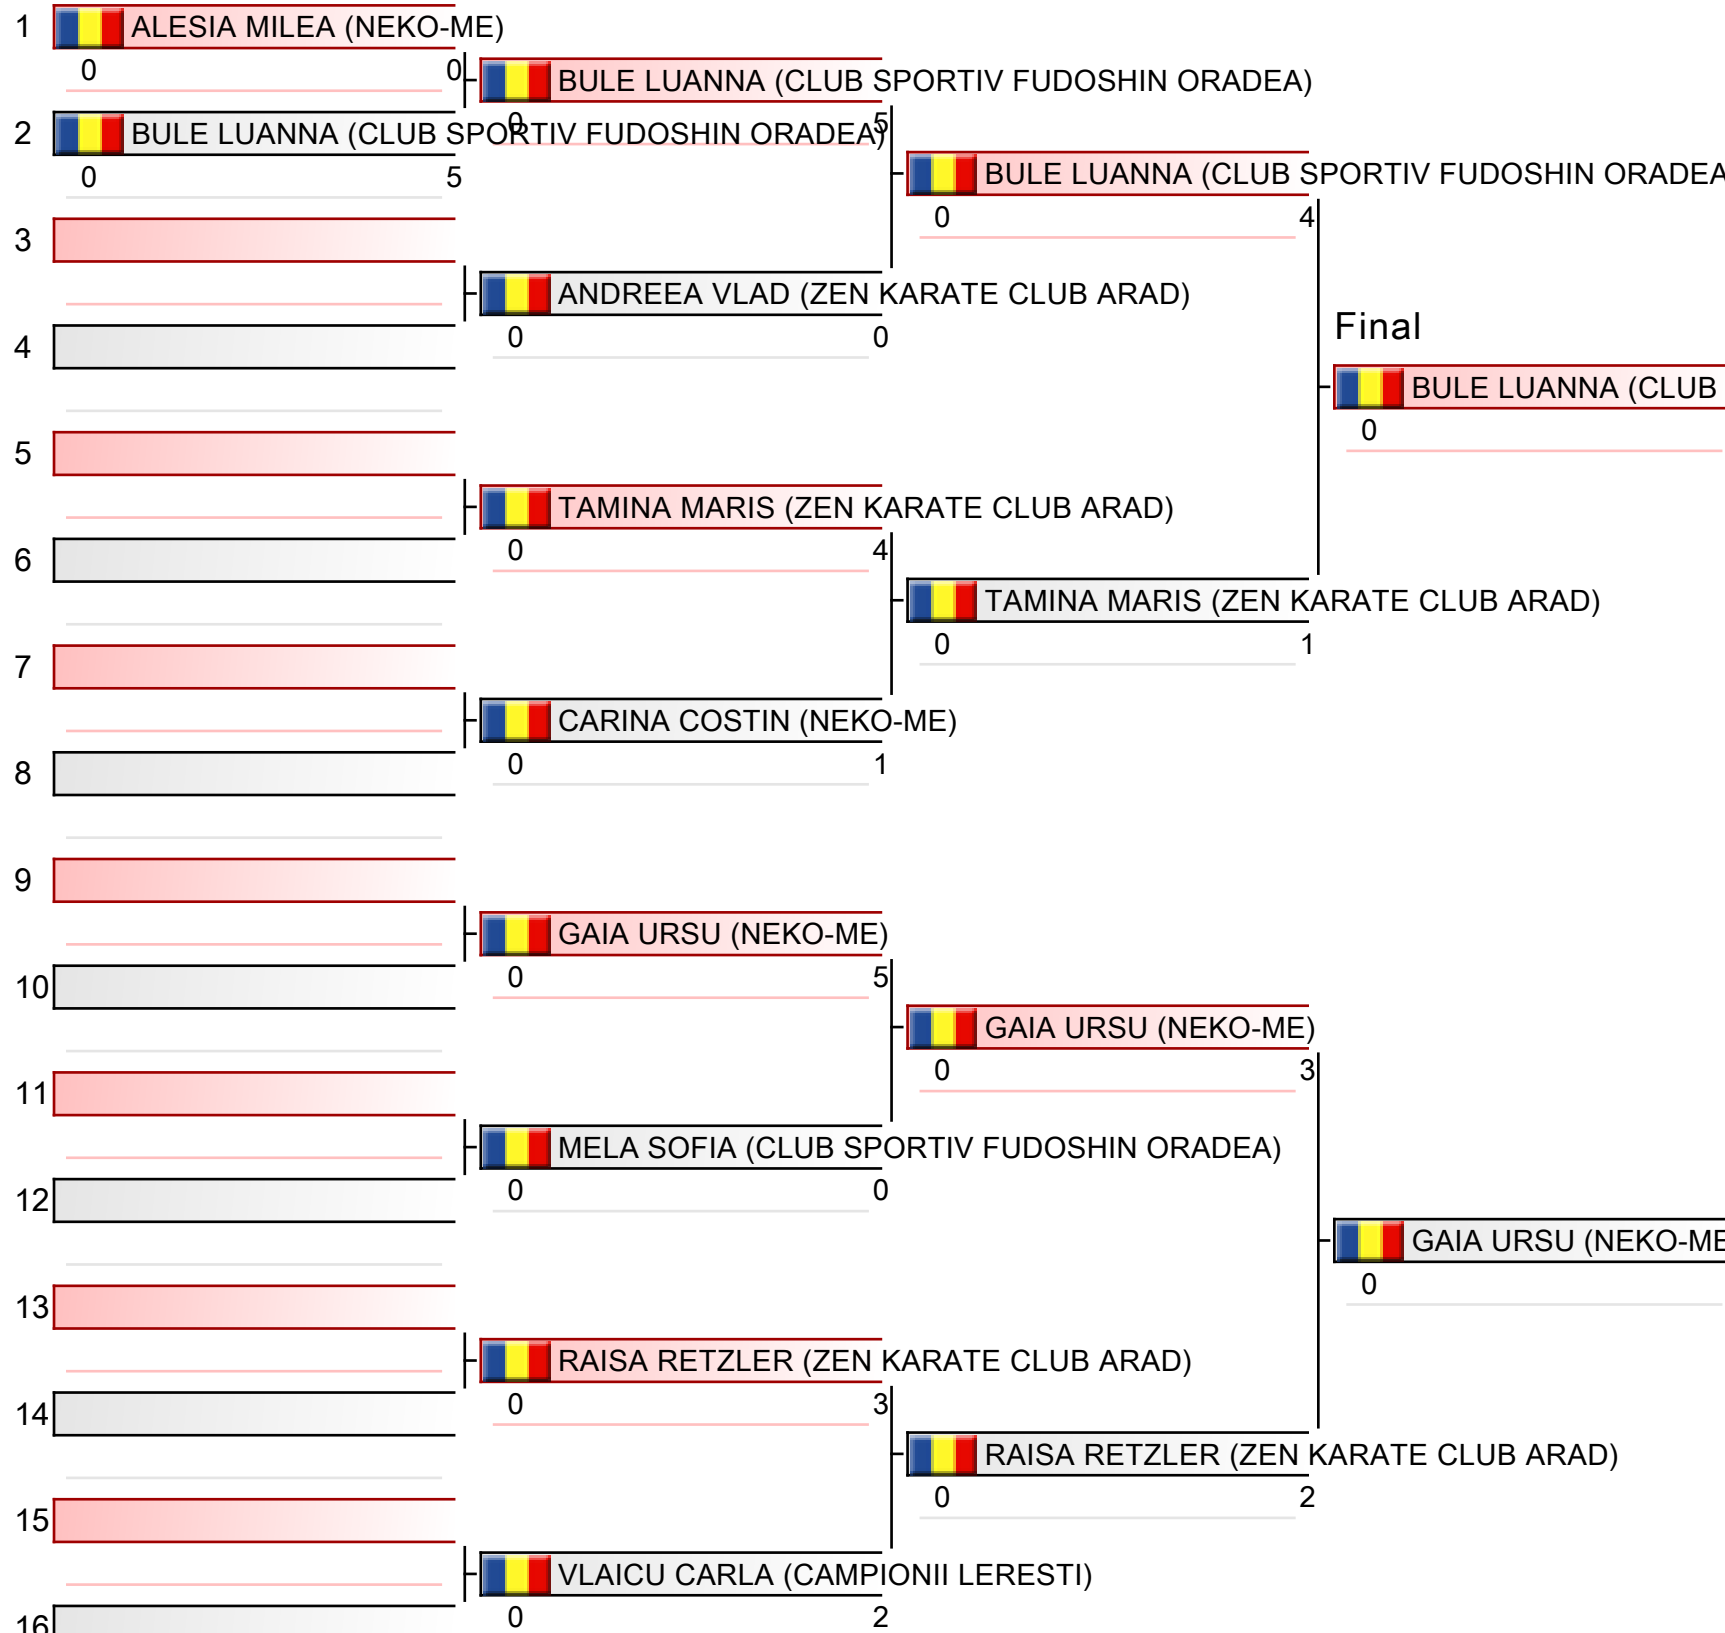 1 ALESIA MILEA (NEKO-ME)
0 0
BULE LUANNA (CLUB SPORTIV FUDOSHIN ORADEA)
0 5
2 BULE LUANNA (CLUB SPORTIV FUDOSHIN ORADEA)
0 5
BULE LUANNA (CLUB SPORTIV FUDOSHIN ORADEA
0 4
3
ANDREEA VLAD (ZEN KARATE CLUB ARAD)
0 0
4
Final
BULE LUANNA (CLUB
0
5
TAMINA MARIS (ZEN KARATE CLUB ARAD)
0 4
6
TAMINA MARIS (ZEN KARATE CLUB ARAD)
0 1
7
CARINA COSTIN (NEKO-ME)
0 1
8
9
GAIA URSU (NEKO-ME)
0 5
10
GAIA URSU (NEKO-ME)
0 3
11
MELA SOFIA (CLUB SPORTIV FUDOSHIN ORADEA)
0 0
12
GAIA URSU (NEKO-ME
0
13
RAISA RETZLER (ZEN KARATE CLUB ARAD)
0 3
14
RAISA RETZLER (ZEN KARATE CLUB ARAD)
0 2
15
VLAICU CARLA (CAMPIONII LERESTI)
0 2
16